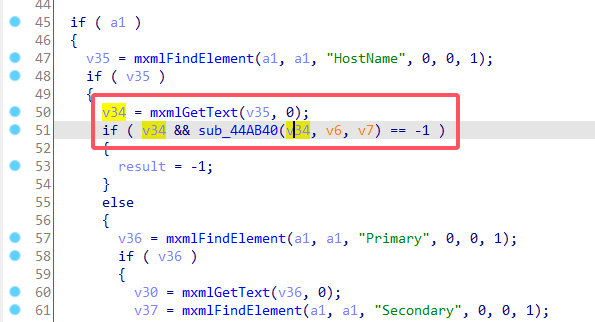 44
45 if ( a1 )
46 {
47 v35 = mxmlFindElement(a1, a1, "HostName", 0, 0, 1);
48 if ( v35 )
49 {
50 v34 = mxmlGetText(v35, 0);
51 if ( v34 && sub_44AB40(v34, v6, v7) == -1 )
52 {
53 result = -1;
54 }
55 else
56 {
57 v36 = mxmlFindElement(a1, a1, "Primary", 0, 0, 1);
58 if ( v36 )
59 {
60 v30 = mxmlGetText(v36, 0);
61 v37 = mxmlFindElement(a1, a1, "Secondary", 0, 0, 1);